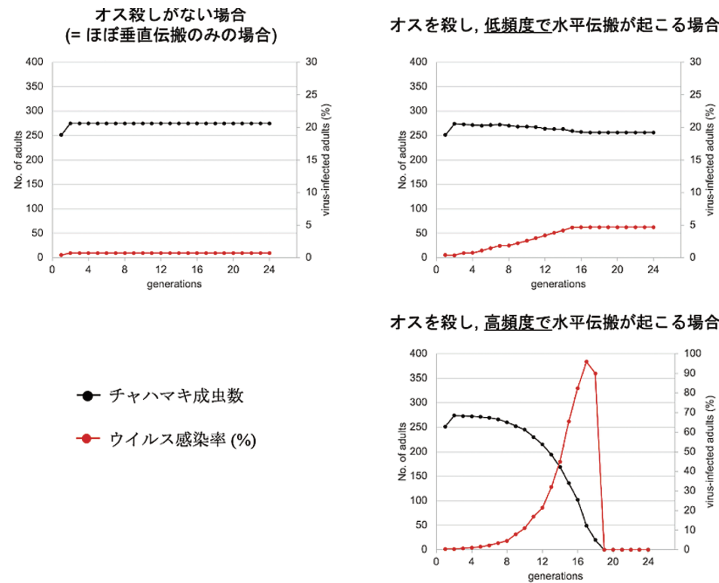 オス殺しがない場合
(= ほぼ垂直伝搬のみの場合)
400
350
300
250
200
150
100
50
0
No. of adults
30
25
20
15
10
5
0
virus-infected adults (%)
0 4 8 12 16 20 24
generations
オスを殺し, 低頻度で水平伝搬が起こる場合
400
350
300
250
200
150
100
50
0
No. of adults
30
25
20
15
10
5
0
virus-infected adults (%)
0 4 8 12 16 20 24
generations
チャハマキ成虫数
ウイルス感染率 (%)
オスを殺し, 高頻度で水平伝搬が起こる場合
400
350
300
250
200
150
100
50
0
No. of adults
100
90
80
70
60
50
40
30
20
10
0
virus-infected adults (%)
0 4 8 12 16 20 24
generations